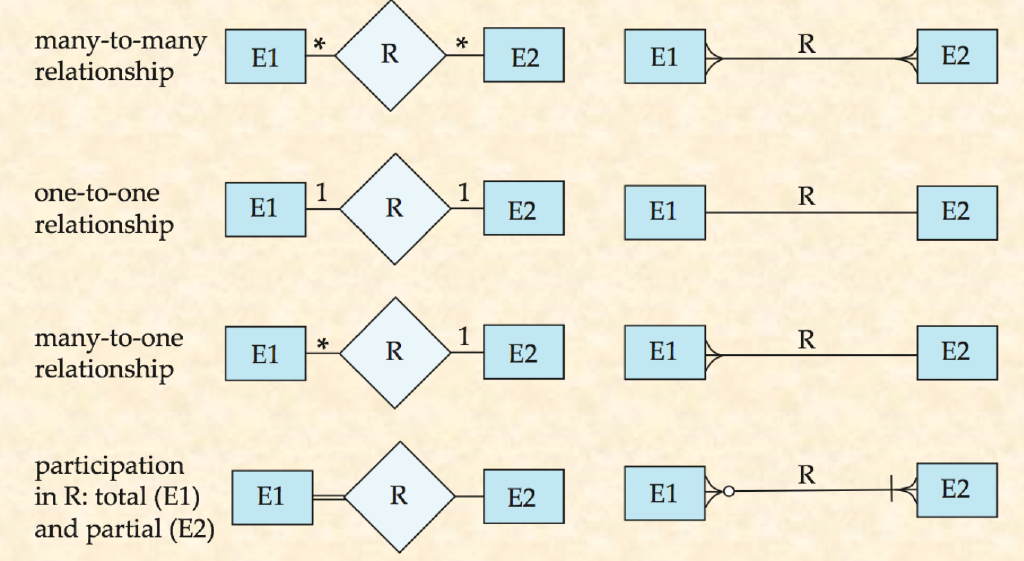 many-to-many
relationship
E1 * R * E2
E1 R E2
one-to-one
relationship
E1 1 R 1 E2
E1 R E2
many-to-one
relationship
E1 * R 1 E2
E1 R E2
participation
in R: total (E1)
and partial (E2)
E1 R E2
E1 R E2